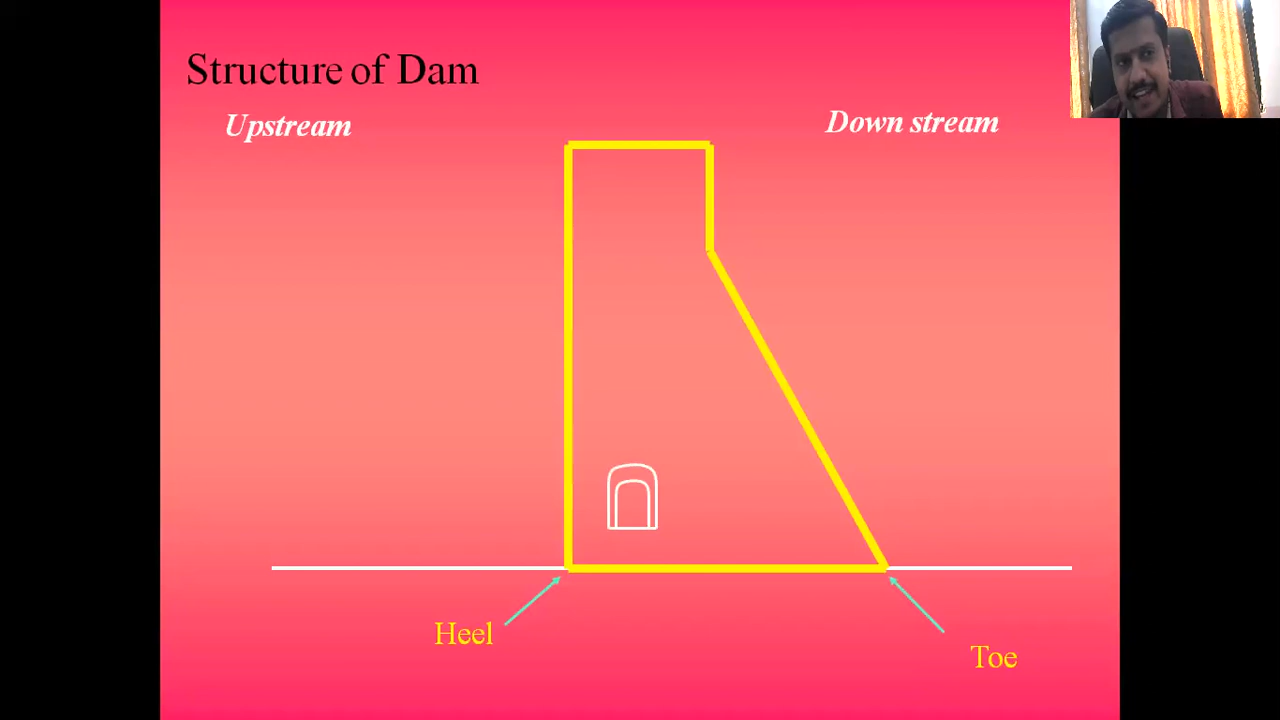 Structure of Dam
Upstream
Down stream
Heel
Toe